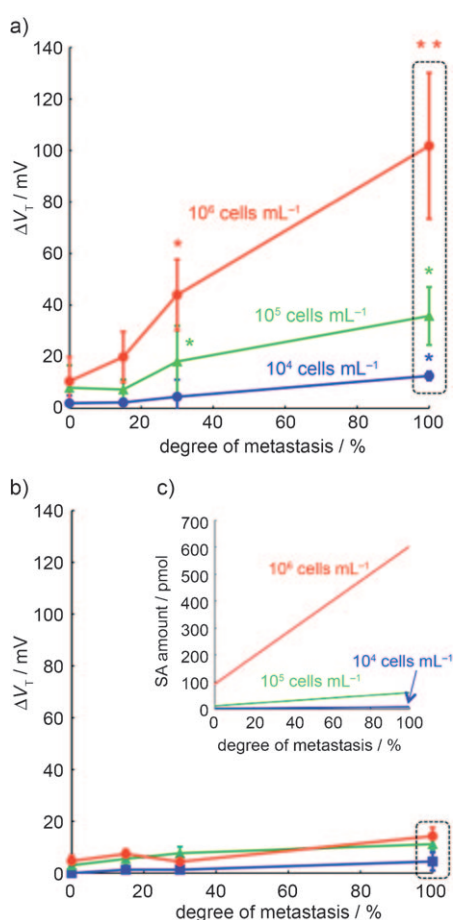 a)
140
* *
120
100
ΔV_T / mV
80
10⁶ cells mL⁻¹
60
*
*
10⁵ cells mL⁻¹
40
*
*
20
10⁴ cells mL⁻¹
0
0 20 40 60 80 100
degree of metastasis / %
b)
c)
140
120
100
ΔV_T / mV
80
60
40
20
0
0 20 40 60 80 100
degree of metastasis / %
700
600
500
SA amount / pmol
400
300
200
100
0
10⁶ cells mL⁻¹
10⁴ cells mL⁻¹
10⁵ cells mL⁻¹
0 20 40 60 80 100
degree of metastasis / %